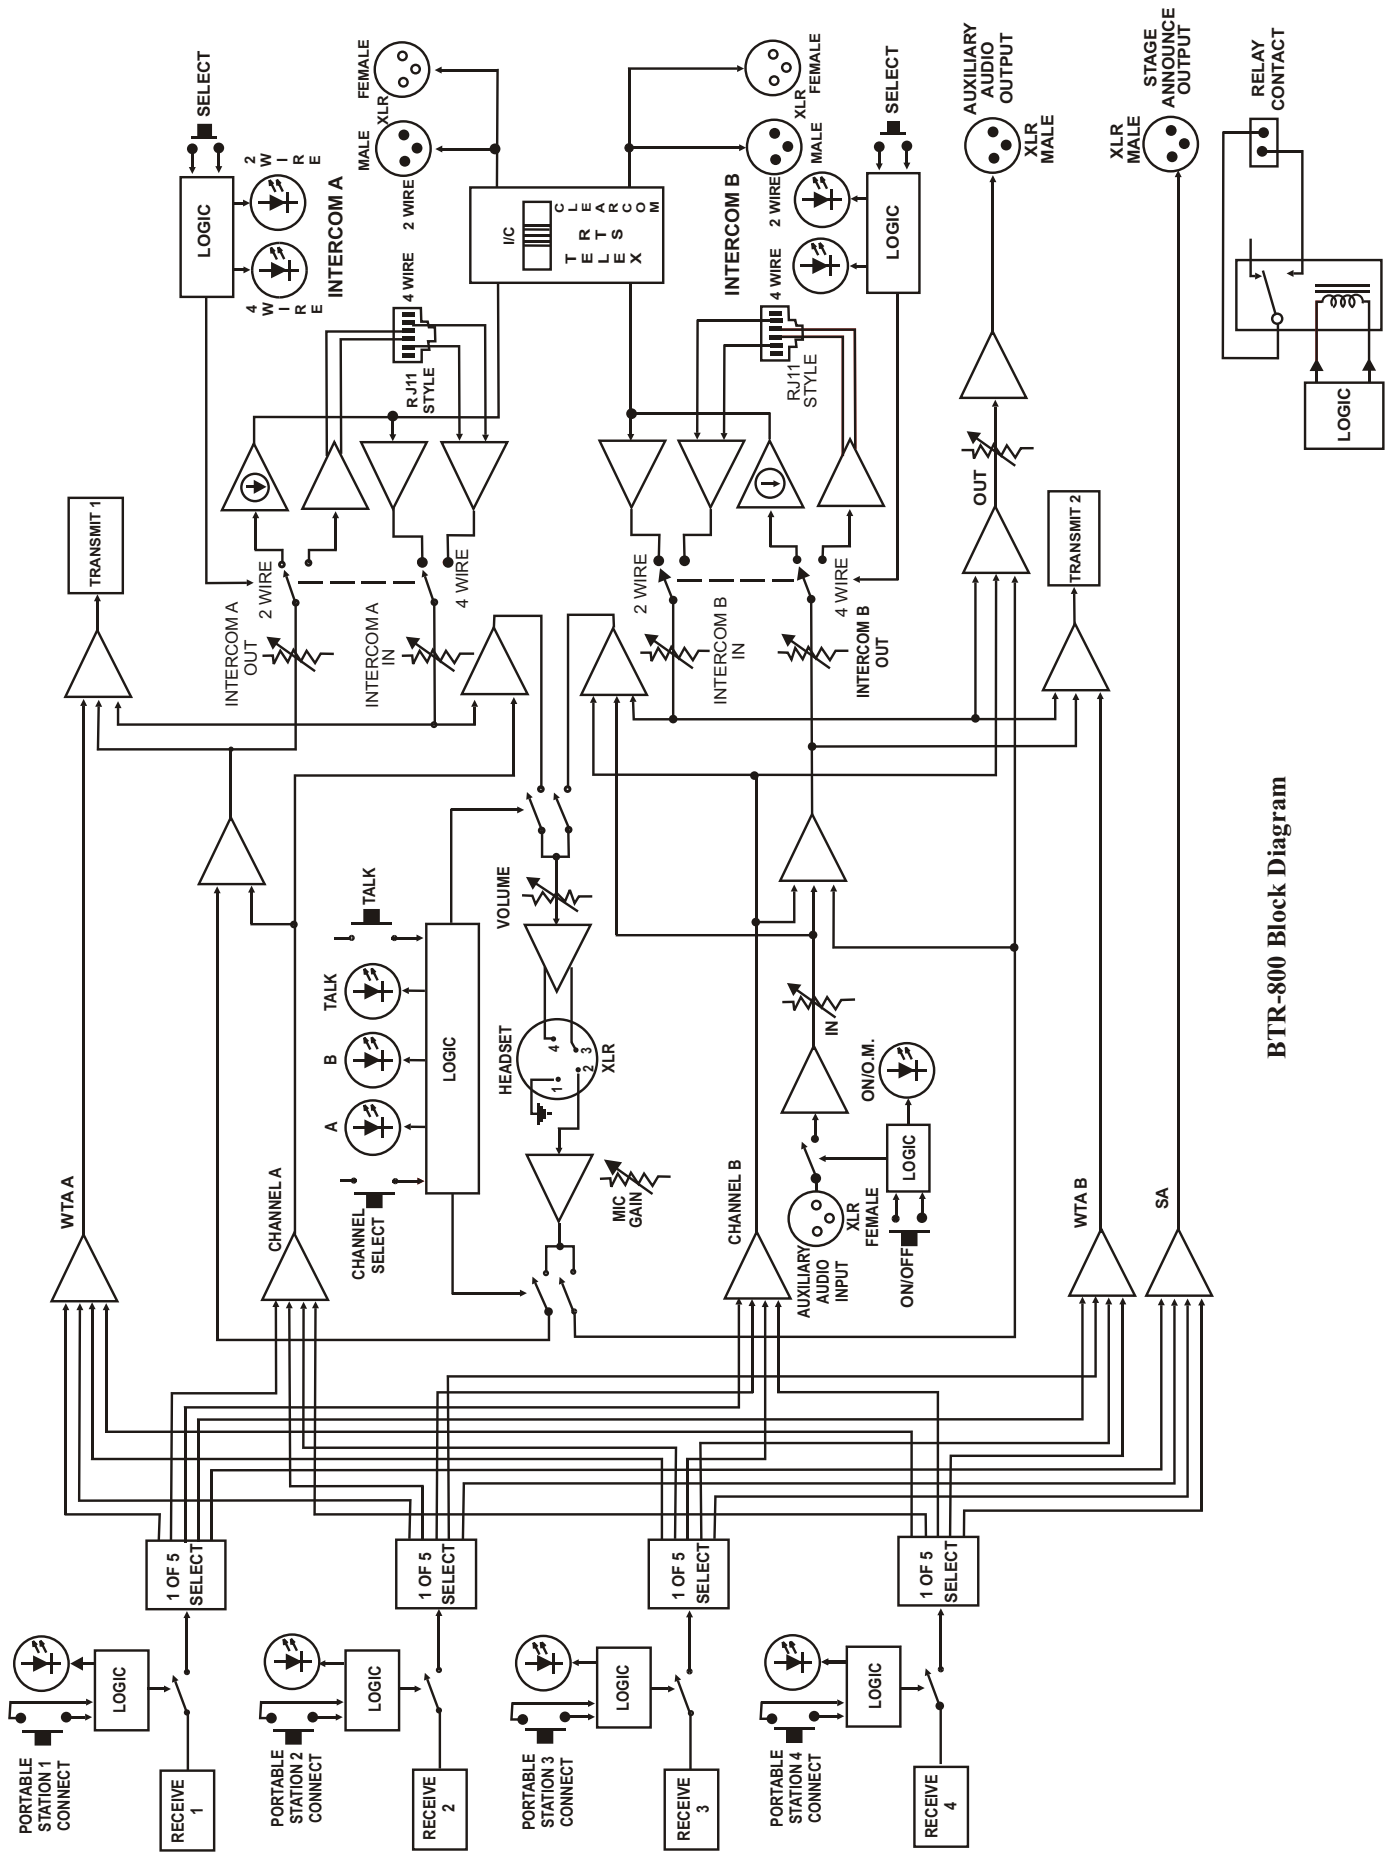 PORTABLE
STATION 1
CONNECT
LOGIC
RECEIVE
1
1 OF 5
SELECT
PORTABLE
STATION 2
CONNECT
LOGIC
RECEIVE
2
1 OF 5
SELECT
PORTABLE
STATION 3
CONNECT
LOGIC
RECEIVE
3
1 OF 5
SELECT
PORTABLE
STATION 4
CONNECT
LOGIC
RECEIVE
4
1 OF 5
SELECT
WTA A
CHANNEL A
CHANNEL B
WTA B
SA
CHANNEL
SELECT
A
B
TALK
TALK
LOGIC
MIC
GAIN
HEADSET
XLR
1
2
3
4
VOLUME
AUXILIARY
AUDIO
INPUT
XLR
FEMALE
ON/OFF
LOGIC
ON/O.M.
IN
TRANSMIT 1
INTERCOM A
OUT
2 WIRE
INTERCOM A
IN
4 WIRE
INTERCOM B
IN
2 WIRE
INTERCOM B
OUT
4 WIRE
TRANSMIT 2
OUT
RJ11
STYLE
4 WIRE
2 WIRE
RJ11
STYLE
4 WIRE
2 WIRE
INTERCOM A
4 WIRE
2 WIRE
LOGIC
SELECT
MALE
XLR
FEMALE
I/C
TELEX
RTS
CLEARCOM
INTERCOM B
LOGIC
SELECT
MALE
XLR
FEMALE
XLR
MALE
AUXILIARY
AUDIO
OUTPUT
XLR
MALE
STAGE
ANNOUNCE
OUTPUT
LOGIC
RELAY
CONTACT
BTR-800 Block Diagram